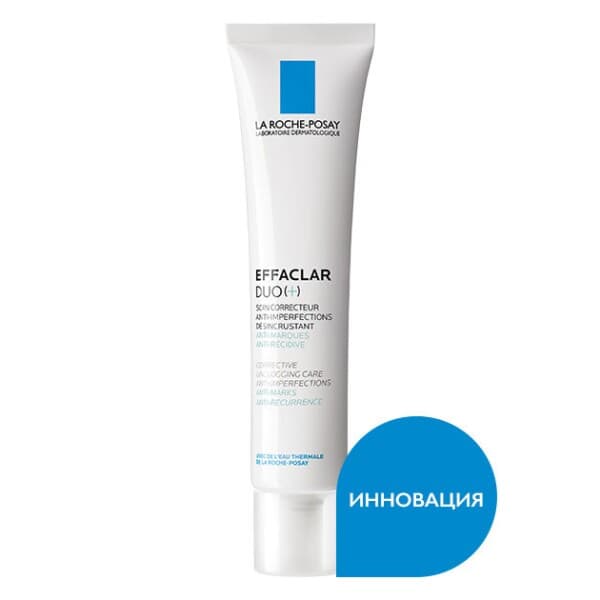 LA ROCHE-POSAY
LABORATOIRE DERMATOLOGIQUE
EFFACLAR
DUO(+)
SOIN CORRECTEUR
ANTI-IMPERFECTIONS
DÉSINCRUSTANT
ANTI-MARQUES
ANTI-RÉCIDIVE
CORRECTIVE
UNCLOGGING CARE
ANTI-IMPERFECTIONS
ANTI-MARKS
ANTI-RECURRENCE
AVEC DE L'EAU THERMALE
DE LA ROCHE-POSAY
ИННОВАЦИЯ